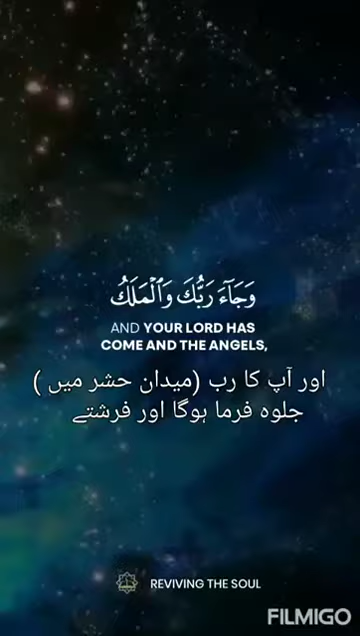 وَجَآءَ رَبُّكَ وَٱلْمَلَكُ
AND YOUR LORD HAS
COME AND THE ANGELS,
اور آپ کا رب (میدان حشر میں )
جلوہ فرما ہوگا اور فرشتے
REVIVING THE SOUL
FILMIGO